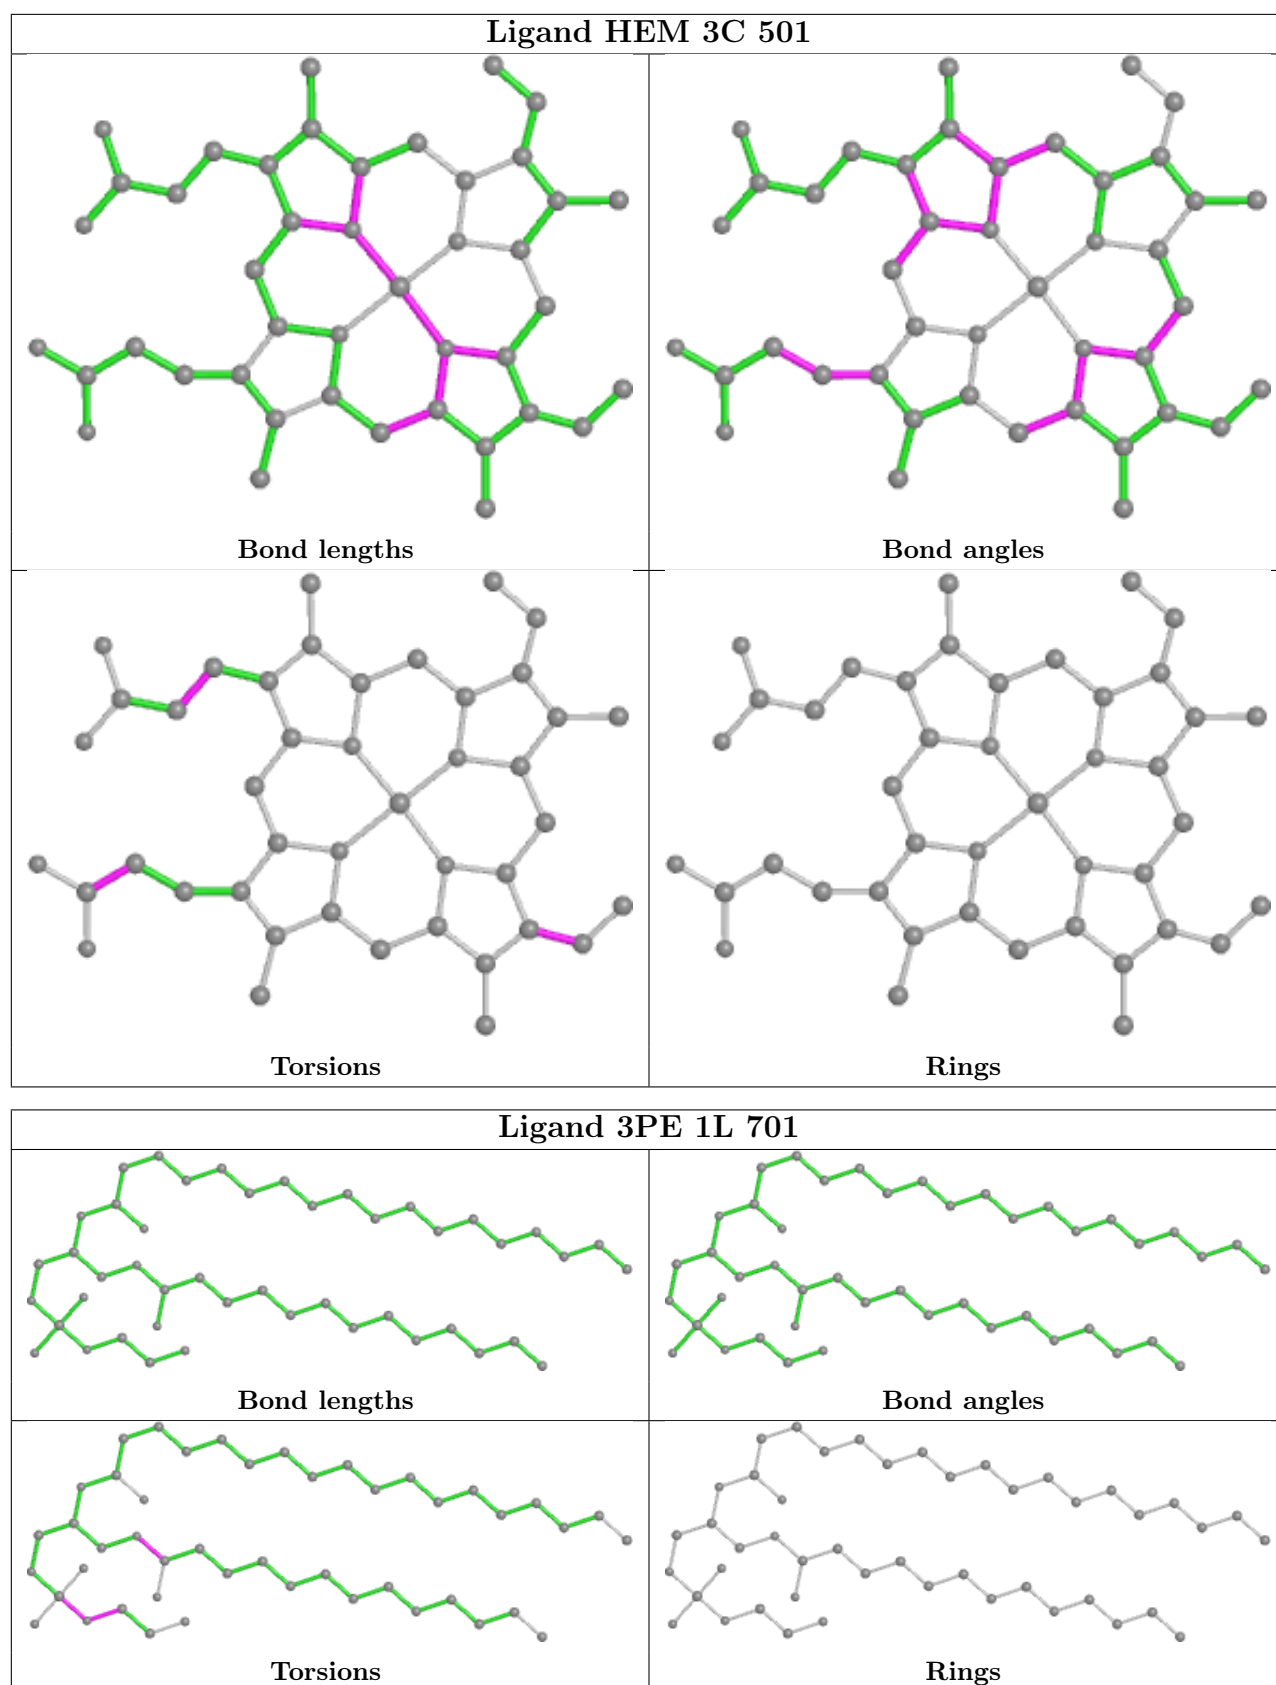 Ligand HEM 3C 501
Bond lengths
Bond angles
Torsions
Rings
Ligand 3PE 1L 701
Bond lengths
Bond angles
Torsions
Rings